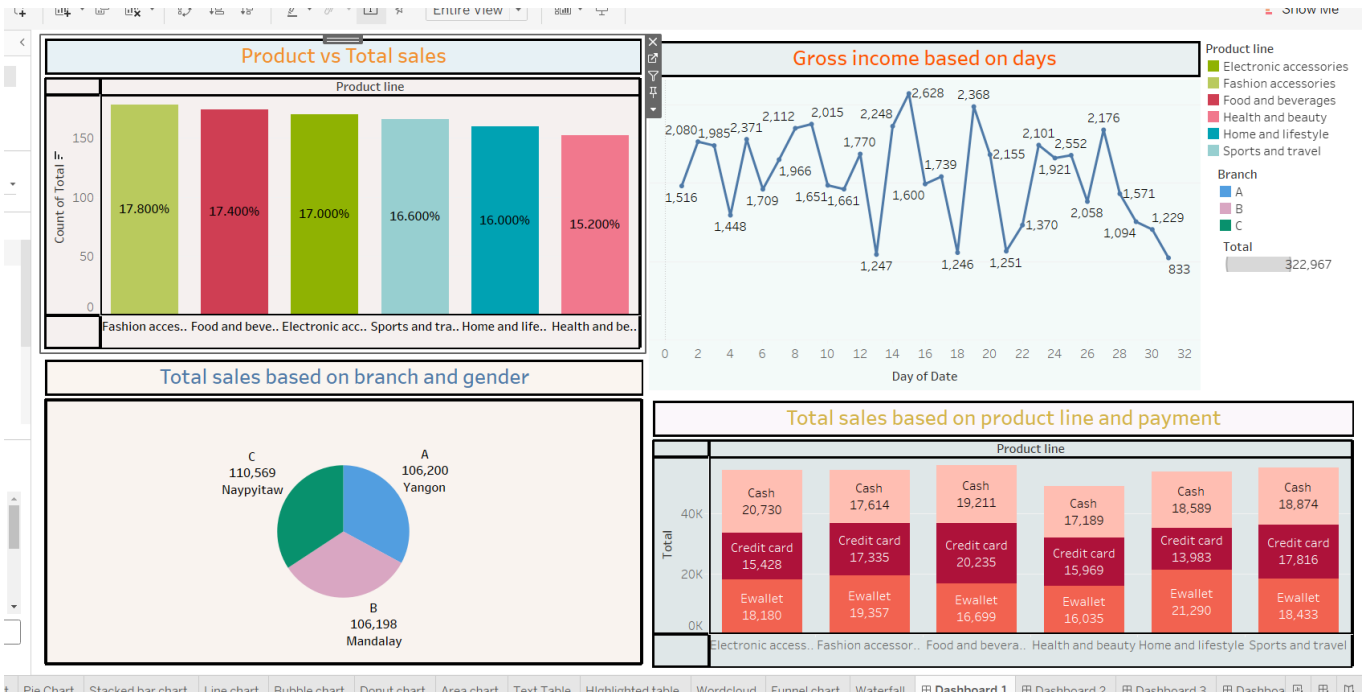 Entire View
Show Me
Product vs Total sales
Product line
Count of Total
150
100
50
0
17.800%
17.400%
17.000%
16.600%
16.000%
15.200%
Fashion acces.. Food and beve.. Electronic acc.. Sports and tra.. Home and life.. Health and be..
Gross income based on days
1,516
2,080
1,985
1,448
2,371
1,709
1,966
2,112
2,015
1,651
1,661
1,770
1,247
2,248
2,628
1,600
1,739
1,246
2,368
2,155
1,251
1,370
2,101
1,921
2,552
2,058
2,176
1,571
1,094
1,229
833
0 2 4 6 8 10 12 14 16 18 20 22 24 26 28 30 32
Day of Date
Product line
Electronic accessories
Fashion accessories
Food and beverages
Health and beauty
Home and lifestyle
Sports and travel
Branch
A
B
C
Total
322,967
Total sales based on branch and gender
C
110,569
Naypyitaw
A
106,200
Yangon
B
106,198
Mandalay
Total sales based on product line and payment
Product line
Total
40K
20K
0K
Cash
20,730
Credit card
15,428
Ewallet
18,180
Cash
17,614
Credit card
17,335
Ewallet
19,357
Cash
19,211
Credit card
20,235
Ewallet
16,699
Cash
17,189
Credit card
15,969
Ewallet
16,035
Cash
18,589
Credit card
13,983
Ewallet
21,290
Cash
18,874
Credit card
17,816
Ewallet
18,433
Electronic access.. Fashion accessor.. Food and bevera.. Health and beauty Home and lifestyle Sports and travel
Pie Chart Stacked bar chart Line chart Bubble chart Donut chart Area chart Text Table Highlighted table Wordcloud Funnel chart Waterfall Dashboard 1 Dashboard 2 Dashboard 3 Dashboa